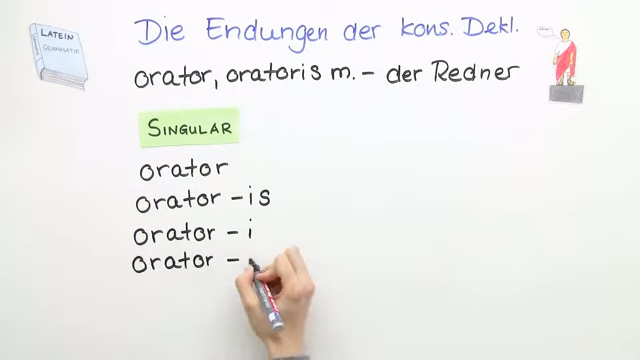 LATEIN
GRAMMATIK
Die Endungen der kons. Dekl.
orator, oratoris m. – der Redner
SINGULAR
orator
orator – is
orator – i
orator –